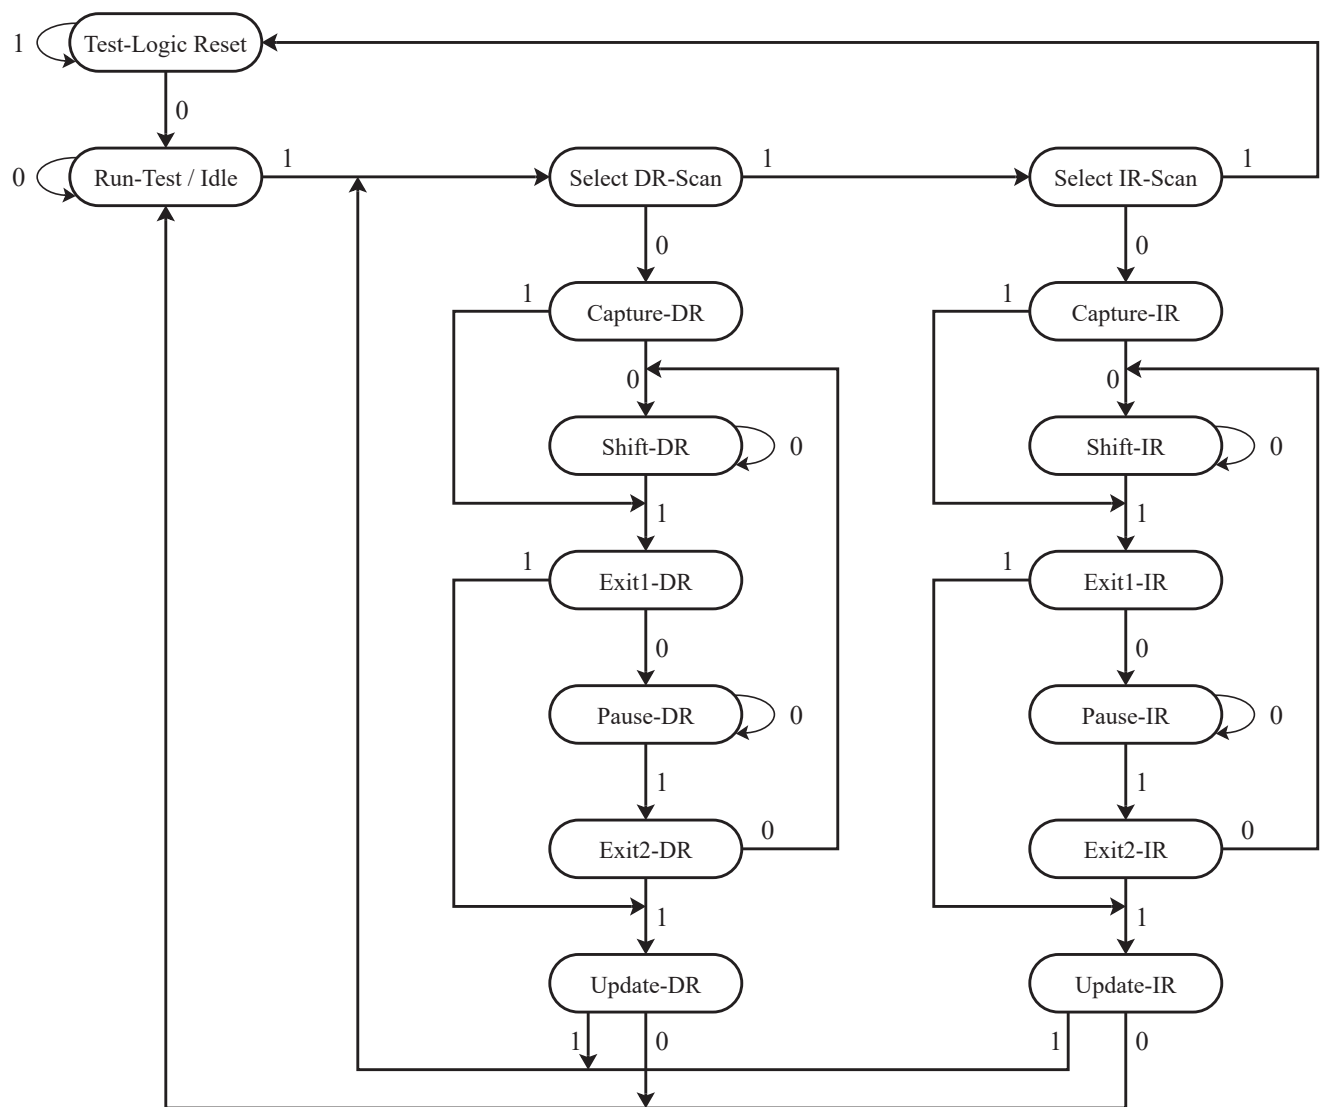 1 Test-Logic Reset
0
0 Run-Test / Idle 1 Select DR-Scan 1 Select IR-Scan 1
0 0
1 Capture-DR 1 Capture-IR
0 0
Shift-DR 0 Shift-IR 0
1 1
1 Exit1-DR 1 Exit1-IR
0 0
Pause-DR 0 Pause-IR 0
1 1
Exit2-DR 0 Exit2-IR 0
1 1
Update-DR Update-IR
1 0 1 0